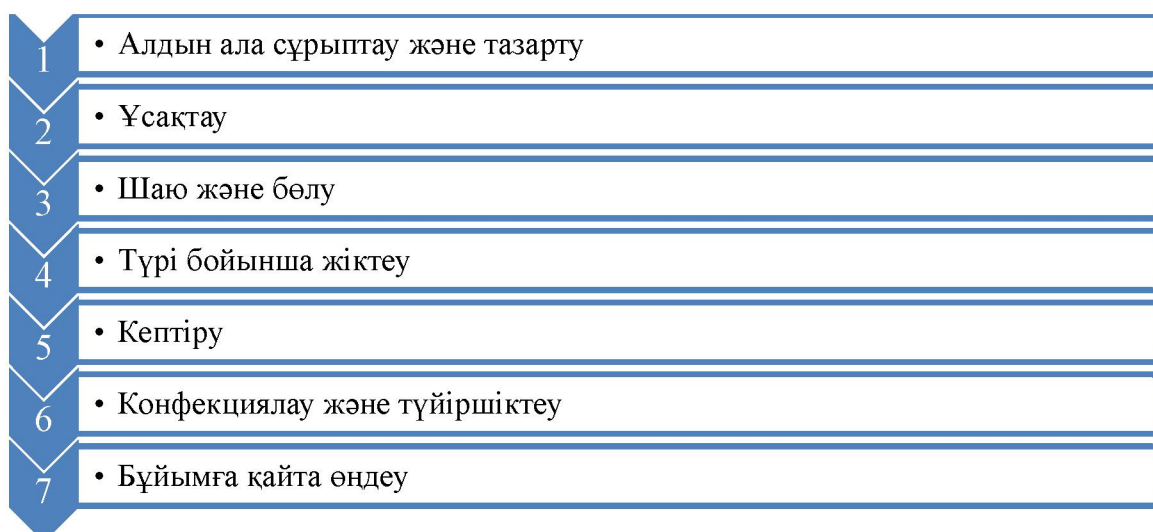 1 • Алдын ала сұрыптау және тазарту
2 • Ұсақтау
3 • Шаю және бөлу
4 • Түрі бойынша жіктеу
5 • Кептіру
6 • Конфекциялау және түйіршіктеу
7 • Бұйымға қайта өңдеу